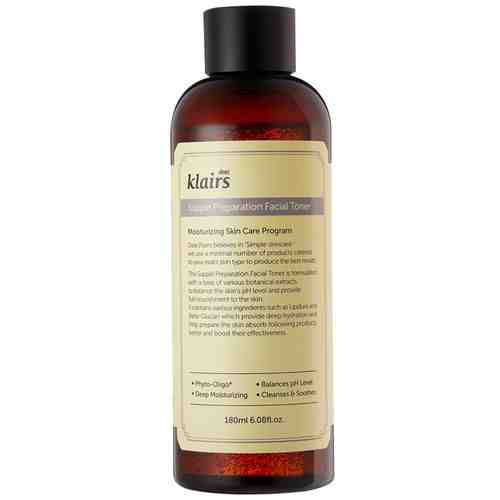 dear,
klairs
Supple Preparation Facial Toner
Moisturizing Skin Care Program
Dear, Klairs believes in "Simple skincare"
we use a minimal number of products catered
to your each skin type to produce the best result.
The Supple Preparation Facial Toner is formulated
with a base of various botanical extracts
to balance the skin's pH level and provide
full nourishment to the skin.
It contains various ingredients such as Lipidure and
Beta-Glucan which provide deep hydration and
help prepare the skin absorb following products
better and boost their effectiveness.
• Phyto-Oligo® • Balances pH Level
• Deep Moisturizing • Cleanses & Soothes
180ml 6.08fl.oz.